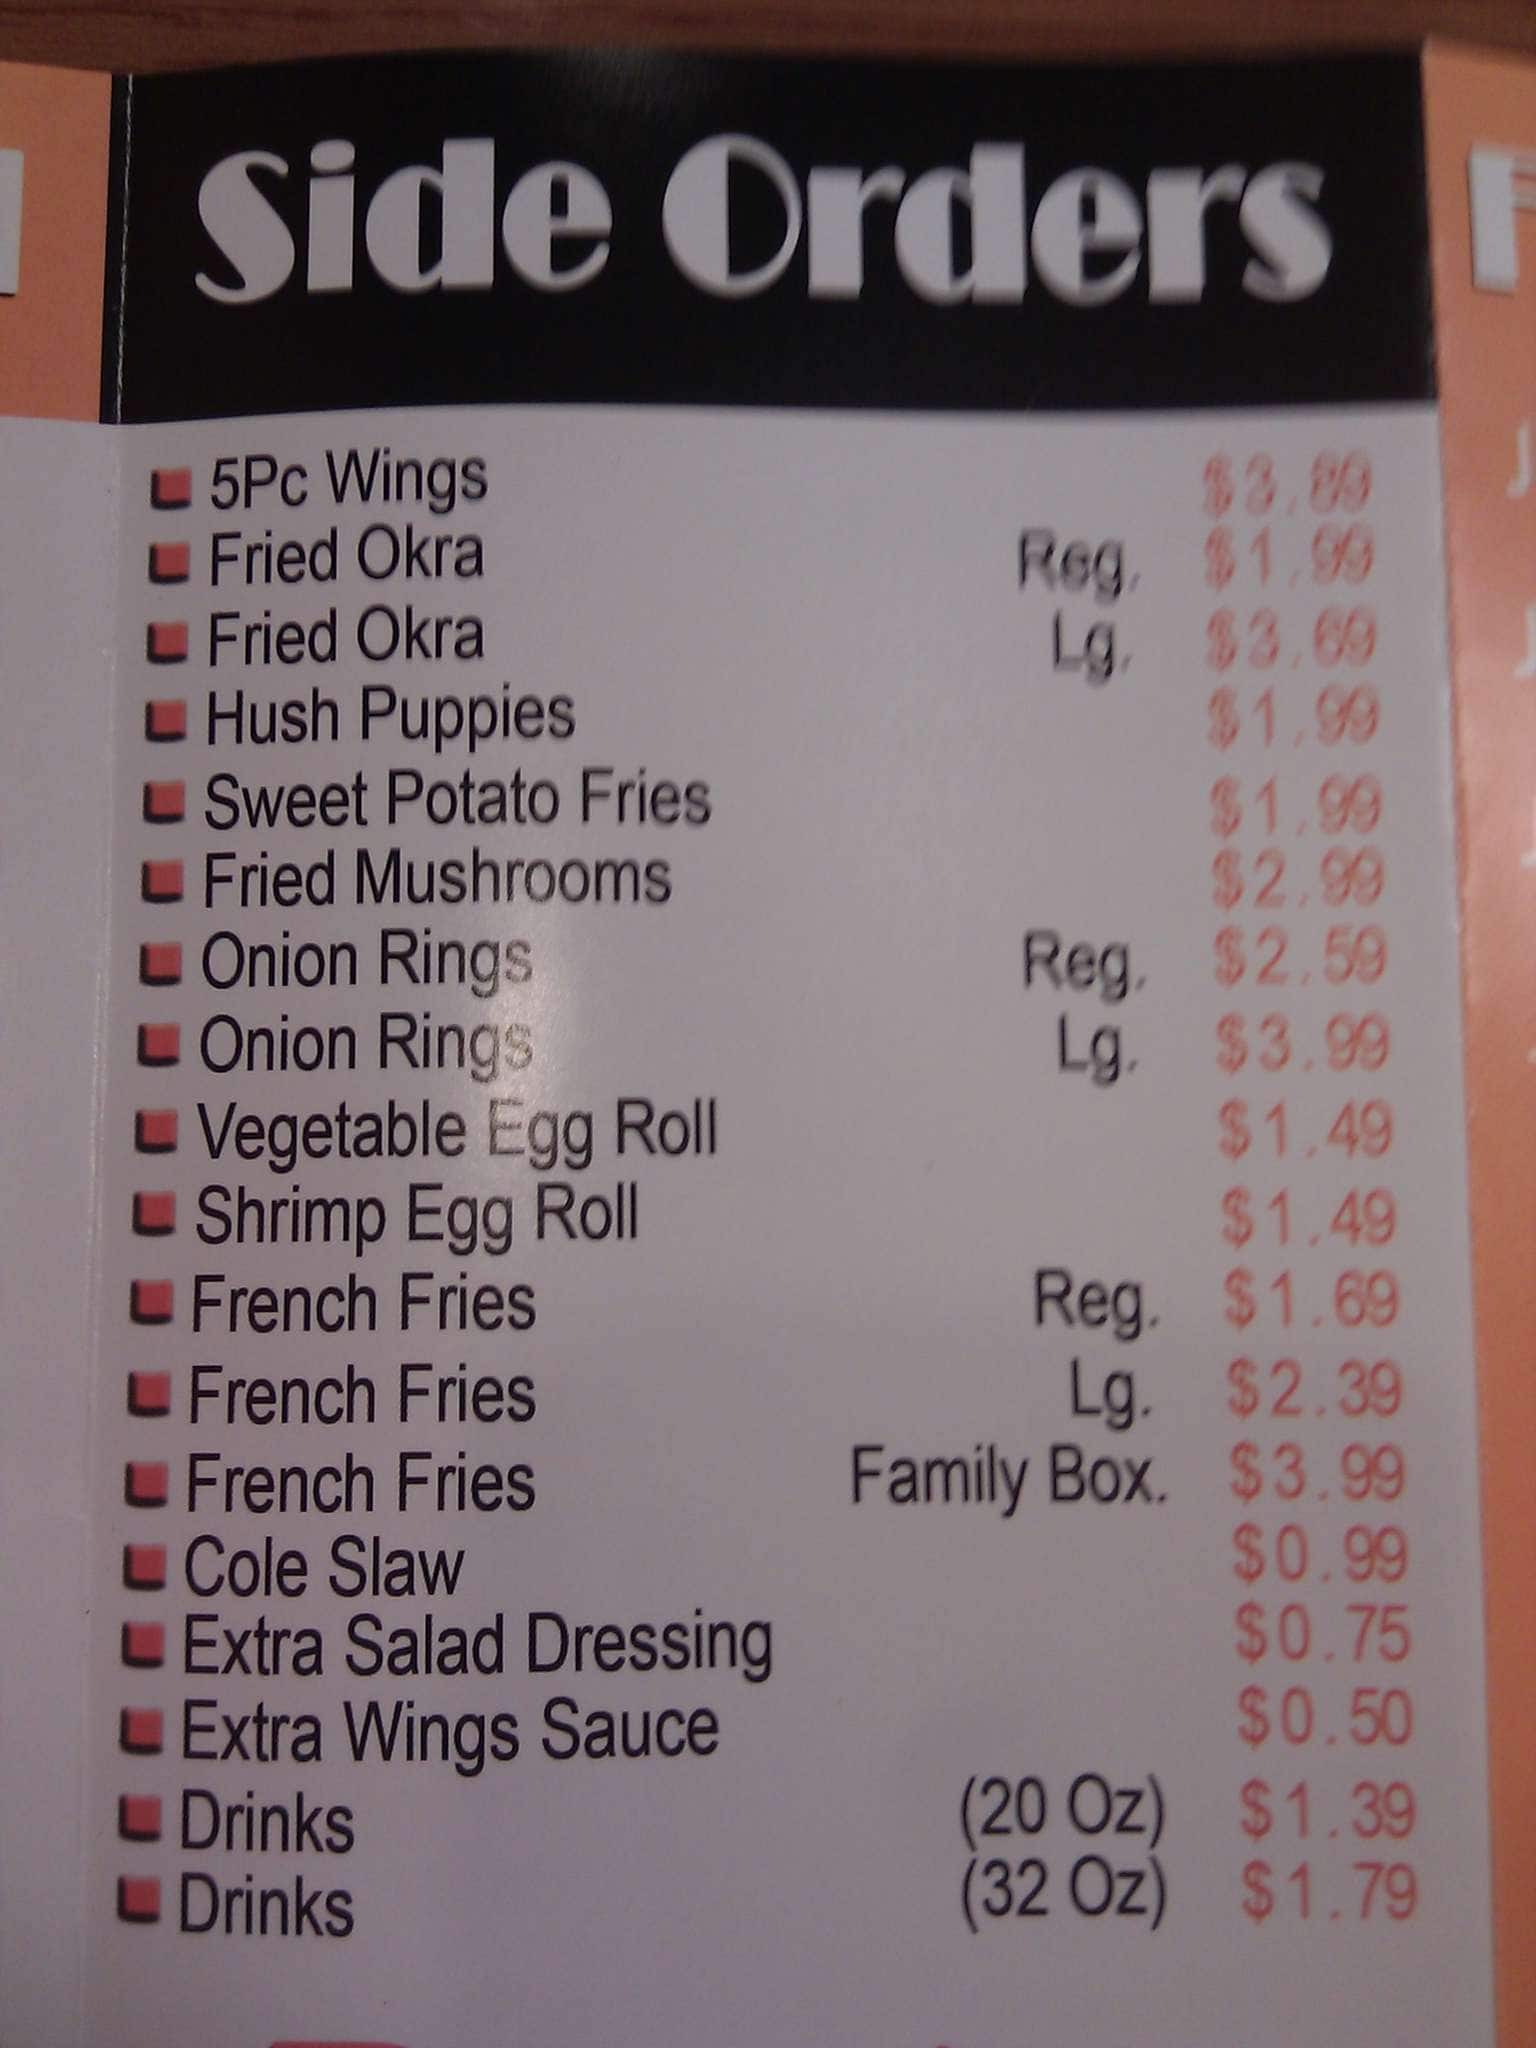 Side Orders
5Pc Wings $3.89
Fried Okra Reg. $1.99
Fried Okra Lg. $3.69
Hush Puppies $1.99
Sweet Potato Fries $1.99
Fried Mushrooms $2.99
Onion Rings Reg. $2.59
Onion Rings Lg. $3.99
Vegetable Egg Roll $1.49
Shrimp Egg Roll $1.49
French Fries Reg. $1.69
French Fries Lg. $2.39
French Fries Family Box. $3.99
Cole Slaw $0.99
Extra Salad Dressing $0.75
Extra Wings Sauce $0.50
Drinks (20 Oz) $1.39
Drinks (32 Oz) $1.79